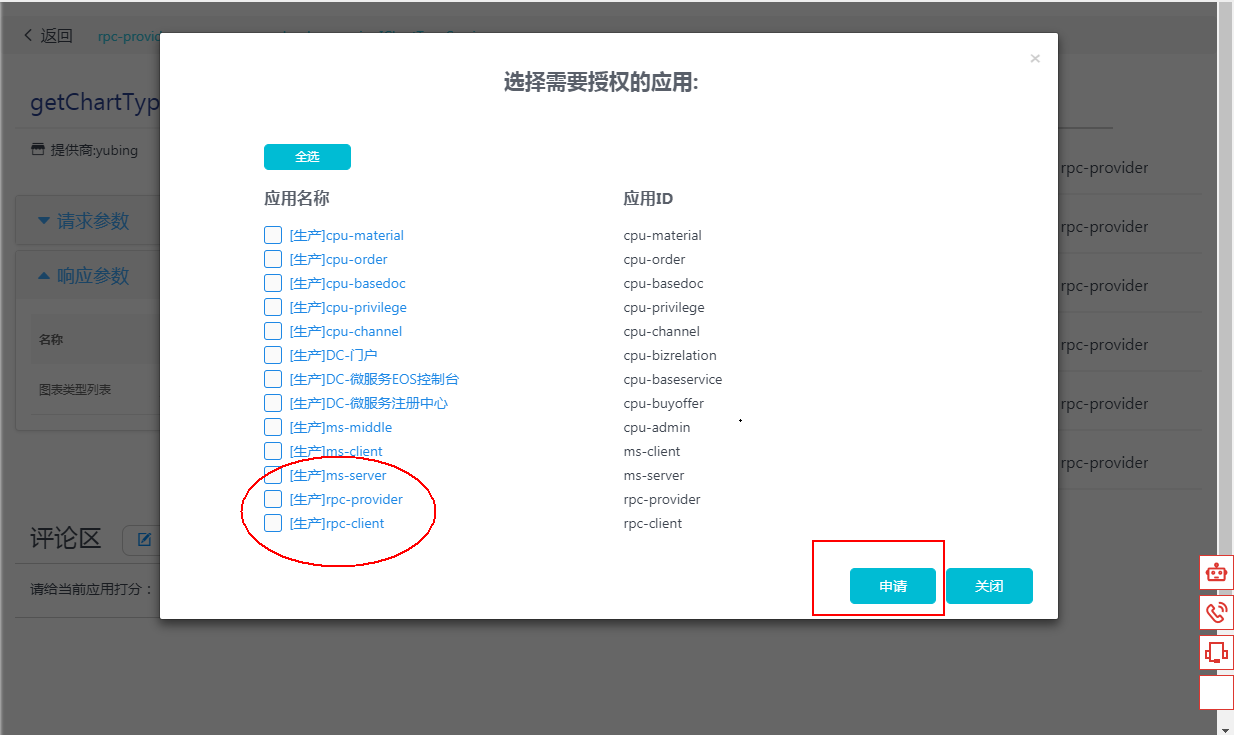 返回 rpc-provi
选择需要授权的应用:
×
getChartTyp
提供商:yubing
全选
应用名称 应用ID
[生产]cpu-material cpu-material
[生产]cpu-order cpu-order
[生产]cpu-basedoc cpu-basedoc
[生产]cpu-privilege cpu-privilege
[生产]cpu-channel cpu-channel
[生产]DC-门户 cpu-bizrelation
[生产]DC-微服务EOS控制台 cpu-baseservice
[生产]DC-微服务注册中心 cpu-buyoffer
[生产]ms-middle cpu-admin
[生产]ms-client ms-client
[生产]ms-server ms-server
[生产]rpc-provider rpc-provider
[生产]rpc-client rpc-client
申请 关闭
请求参数
响应参数
名称
图表类型列表
rpc-provider
rpc-provider
rpc-provider
rpc-provider
rpc-provider
rpc-provider
评论区
请给当前应用打分：